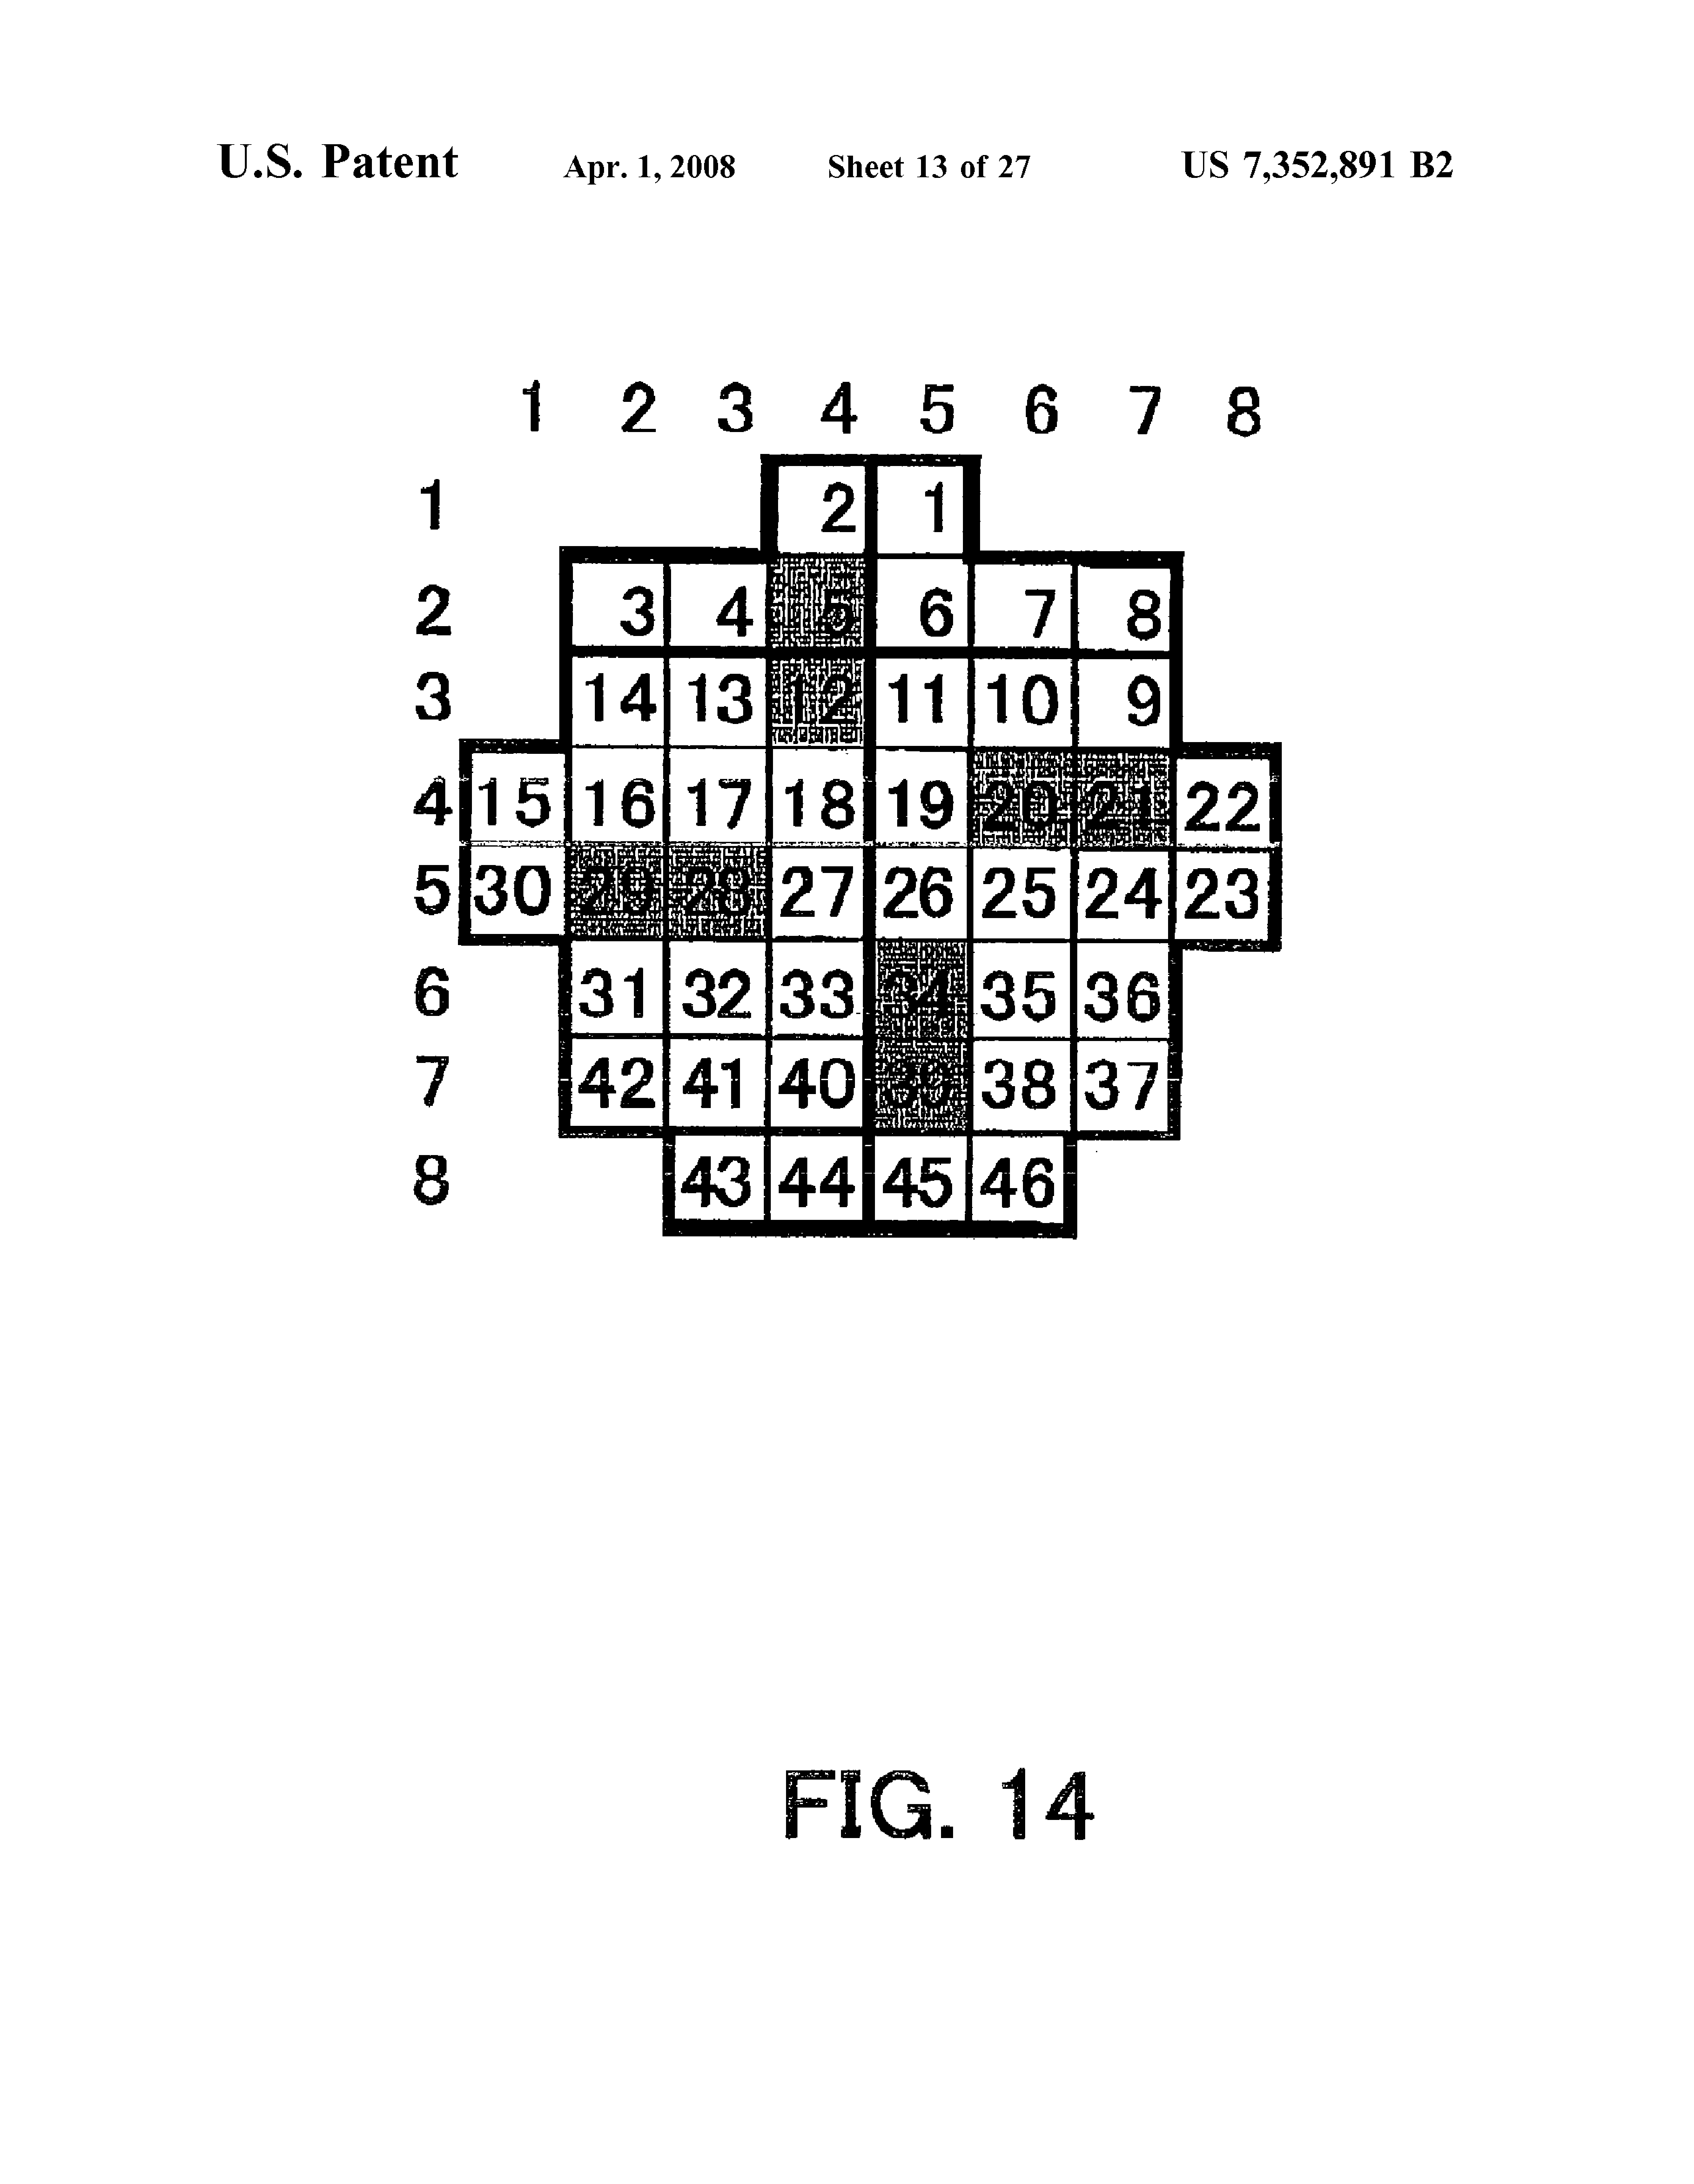 U.S. Patent Apr. 1, 2008 Sheet 13 of 27 US 7,352,891 B2
1 2 3 4 5 6 7 8
1 2 1
2 3 4 5 6 7 8
3 14 13 12 11 10 9
4 15 16 17 18 19 20 21 22
5 30 29 28 27 26 25 24 23
6 31 32 33 34 35 36
7 42 41 40 39 38 37
8 43 44 45 46
FIG. 14